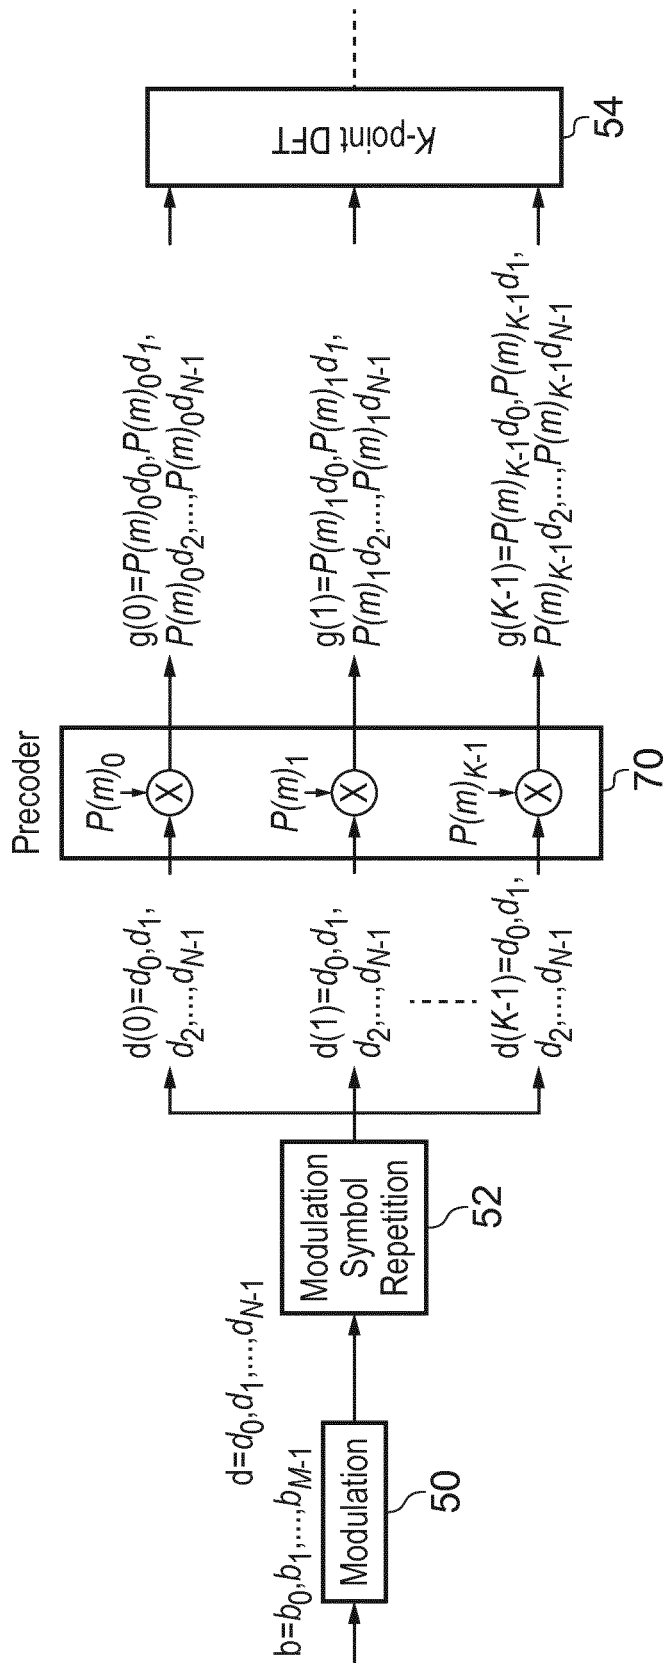 b=b0,b1,...,bM-1
Modulation
50
d=d0,d1,...,dN-1
Modulation
Symbol
Repetition
52
d(0)=d0,d1,
d2,...,dN-1
d(1)=d0,d1,
d2,...,dN-1
d(K-1)=d0,d1,
d2,...,dN-1
Precoder
P(m)0
X
P(m)1
X
P(m)K-1
X
70
g(0)=P(m)0d0,P(m)0d1,
P(m)0d2,...,P(m)0dN-1
g(1)=P(m)1d0,P(m)1d1,
P(m)1d2,...,P(m)1dN-1
g(K-1)=P(m)K-1d0,P(m)K-1d1,
P(m)K-1d2,...,P(m)K-1dN-1
K-point DFT
54